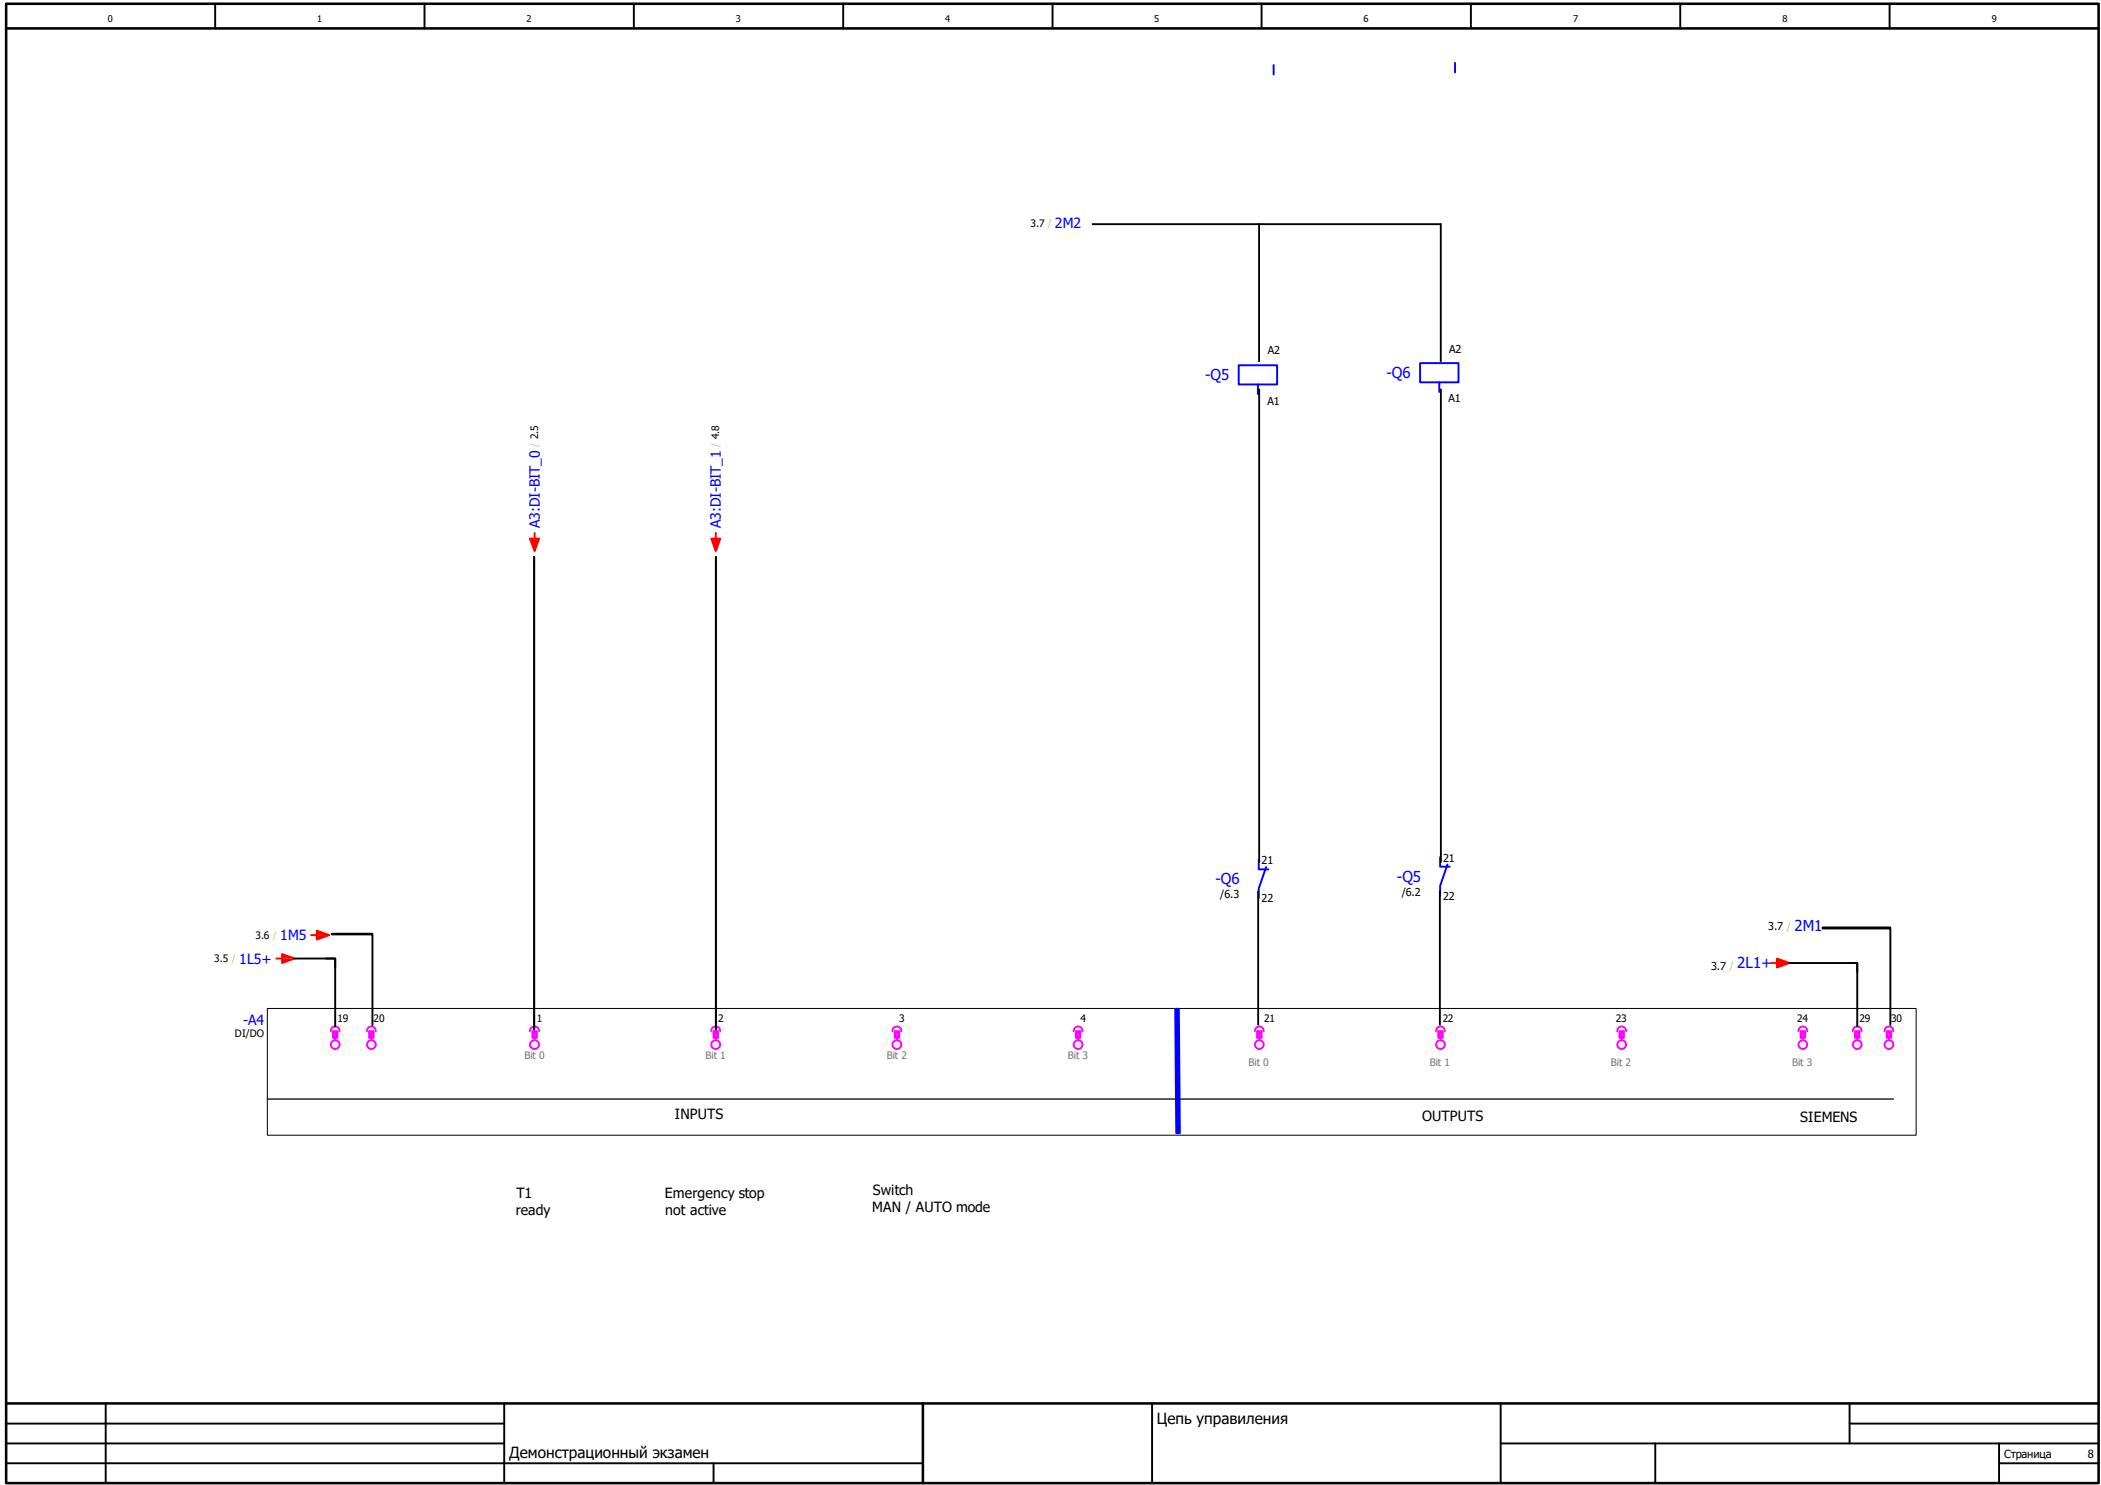 0 1 2 3 4 5 6 7 8 9
3.7 / 2M2
A2 A2
-Q5 -Q6
A1 A1
A3:DI-BIT_0 / 2.5
A3:DI-BIT_1 / 4.8
21 21
-Q6 -Q5
/6.3 /6.2
22 22
3.6 / 1M5
3.5 / 1L5+
3.7 / 2M1
3.7 / 2L1+
-A4
DI/DO
19 20 1 2 3 4 21 22 23 24 29 30
Bit 0 Bit 1 Bit 2 Bit 3 Bit 0 Bit 1 Bit 2 Bit 3
INPUTS OUTPUTS SIEMENS
T1
ready
Emergency stop
not active
Switch
MAN / AUTO mode
Цепь управиления
Демонстрационный экзамен
Страница 8